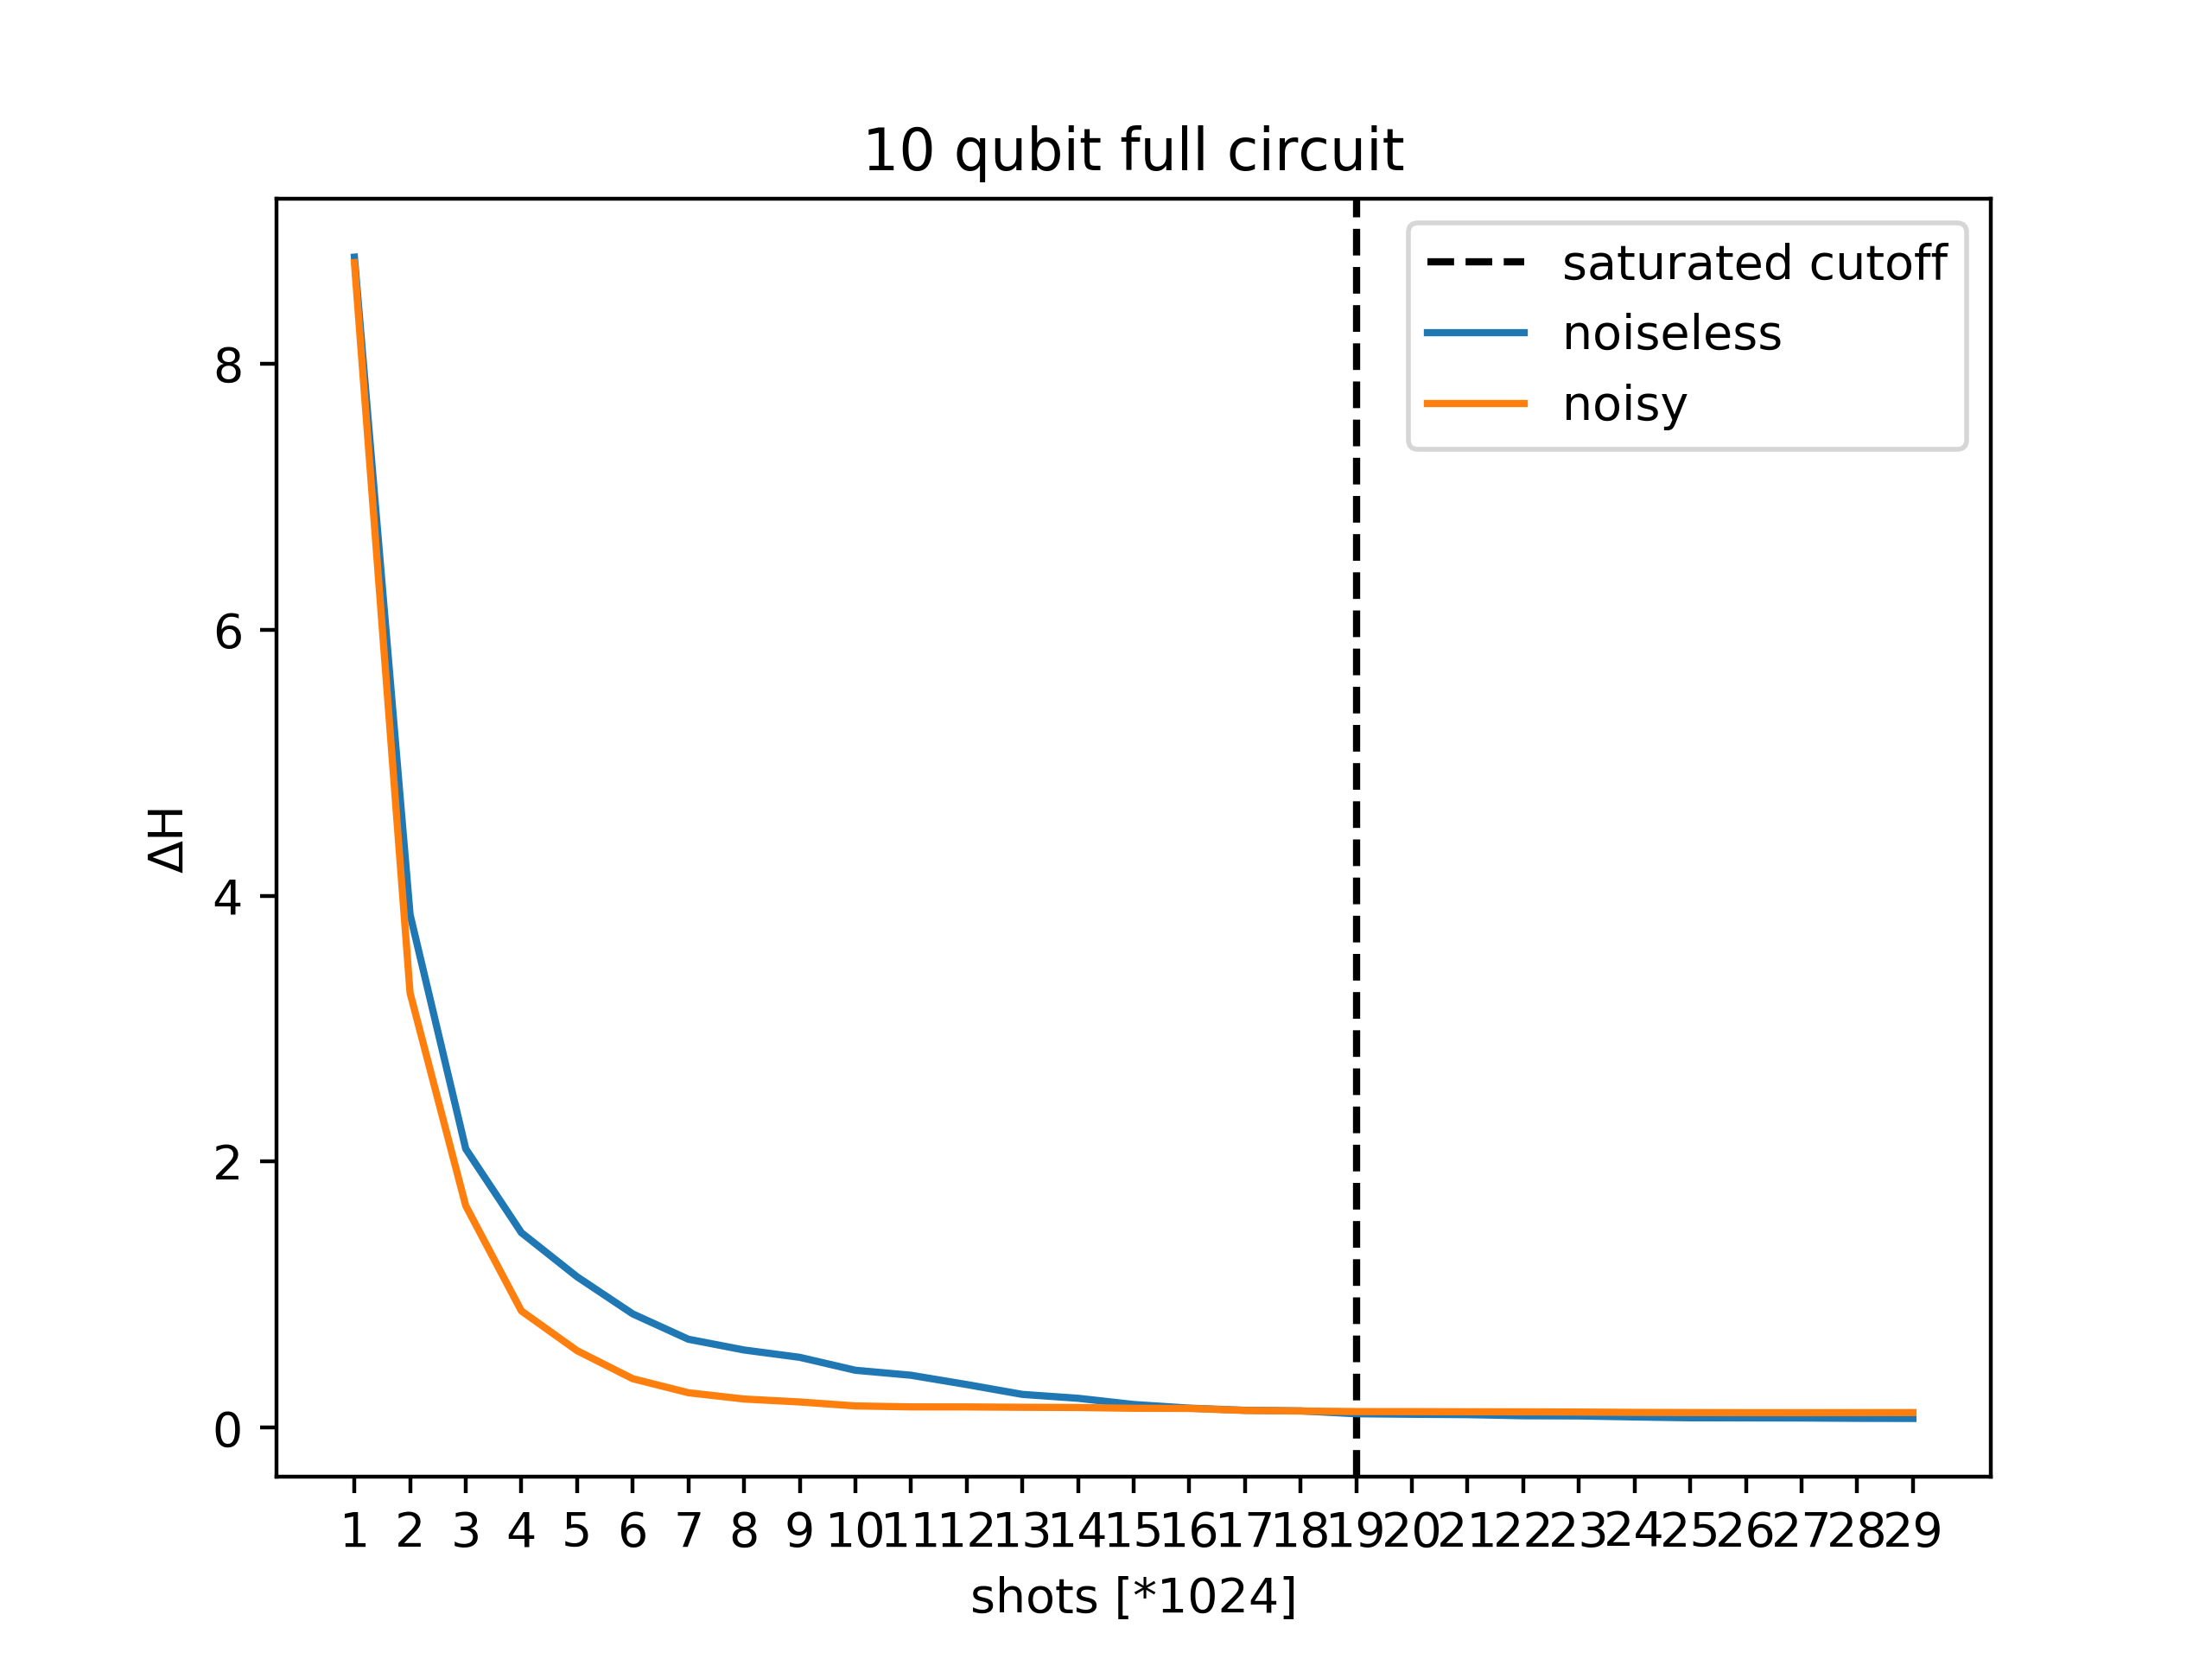 10 qubit full circuit
saturated cutoff
noiseless
noisy
8
6
4
2
0
ΔH
1 2 3 4 5 6 7 8 9 10 11 12 13 14 15 16 17 18 19 20 21 22 23 24 25 26 27 28 29
shots [*1024]